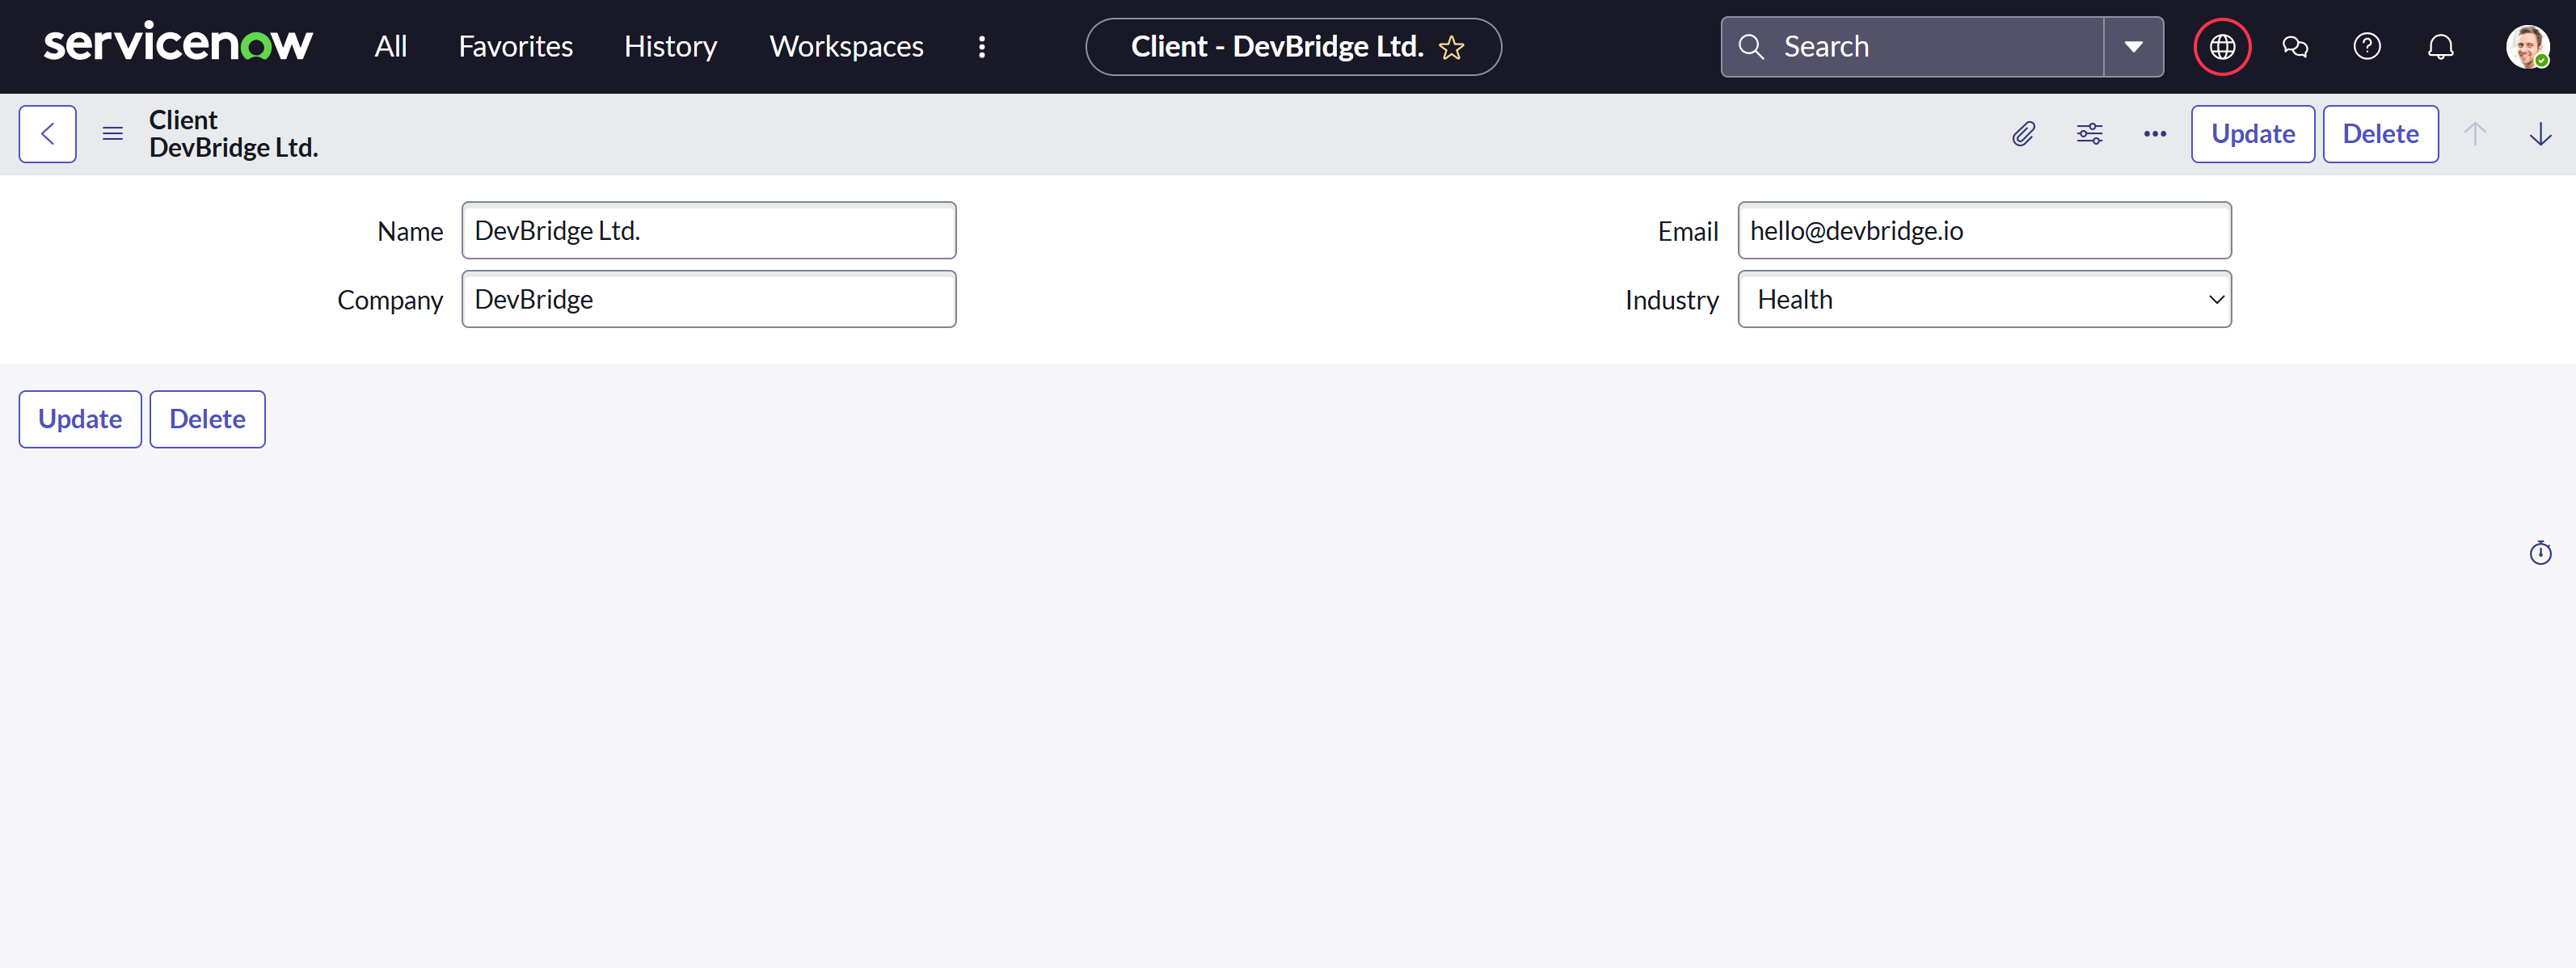 servicenow All Favorites History Workspaces Client - DevBridge Ltd. Search
Client
DevBridge Ltd.
Update Delete
Name DevBridge Ltd. Email hello@devbridge.io
Company DevBridge Industry Health
Update Delete